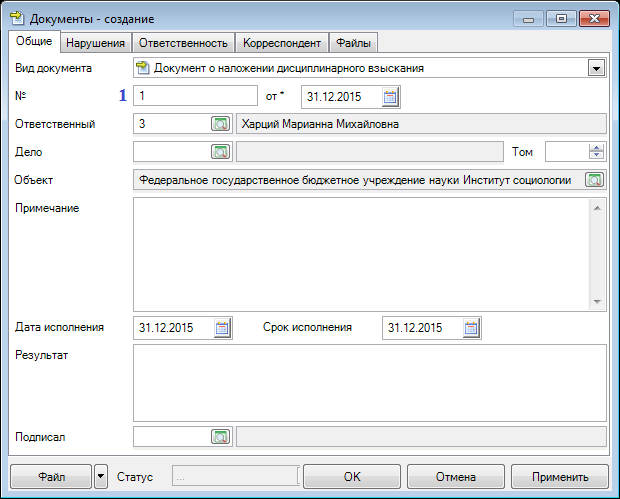 Документы - создание
Общие Нарушения Ответственность Корреспондент Файлы
Вид документа Документ о наложении дисциплинарного взыскания
№ 1 1 от * 31.12.2015
Ответственный 3 Харций Марианна Михайловна
Дело Том
Объект Федеральное государственное бюджетное учреждение науки Институт социологии
Примечание
Дата исполнения 31.12.2015 Срок исполнения 31.12.2015
Результат
Подписал
Файл Статус ... OK Отмена Применить